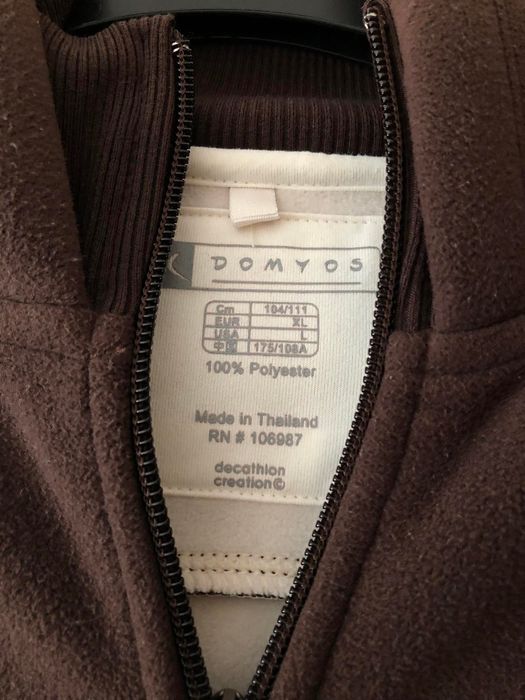 DOMYOS
Cm 104/111
EUR XL
USA L
中国 175/108A
100% Polyester
Made in Thailand
RN # 106987
decathlon
creation©